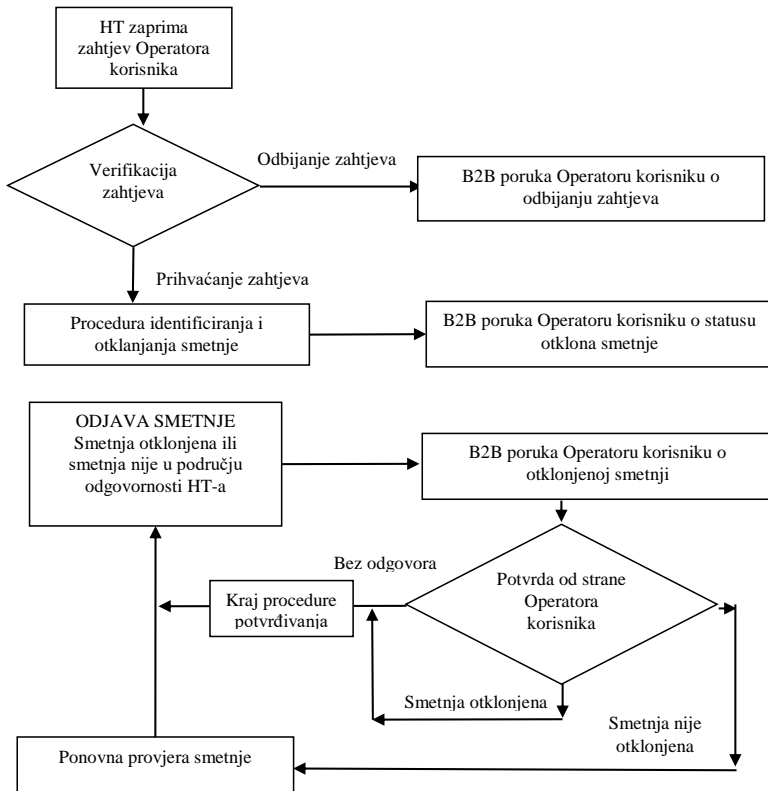 HT zaprima
zahtjev Operatora
korisnika
Verifikacija
zahtjeva
Odbijanje zahtjeva
B2B poruka Operatoru korisniku o
odbijanju zahtjeva
Prihvaćanje zahtjeva
Procedura identificiranja i
otklanjanja smetnje
B2B poruka Operatoru korisniku o statusu
otklona smetnje
ODJAVA SMETNJE
Smetnja otklonjena ili
smetnja nije u području
odgovornosti HT-a
B2B poruka Operatoru korisniku o
otklonjenoj smetnji
Bez odgovora
Kraj procedure
potvrđivanja
Potvrda od strane
Operatora
korisnika
Smetnja otklonjena
Smetnja nije
otklonjena
Ponovna provjera smetnje